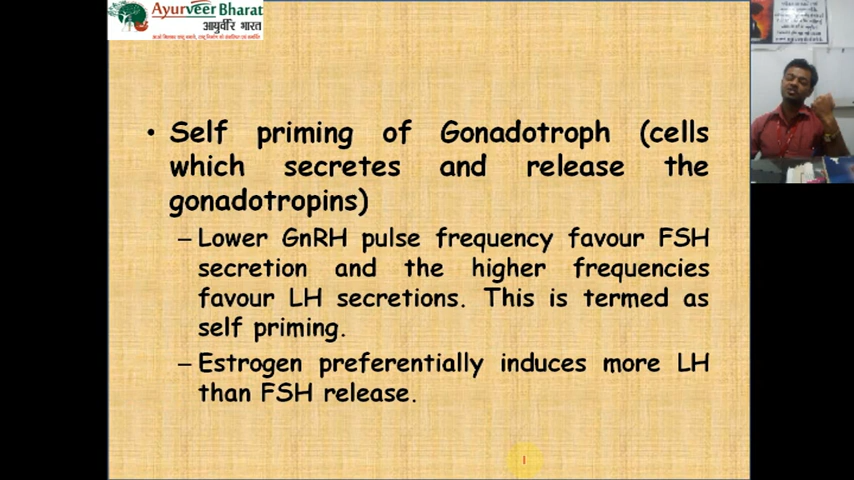 Ayurveer Bharat
आयुर्वीर भारत
• Self priming of Gonadotroph (cells
which secretes and release the
gonadotropins)
– Lower GnRH pulse frequency favour FSH
secretion and the higher frequencies
favour LH secretions. This is termed as
self priming.
– Estrogen preferentially induces more LH
than FSH release.